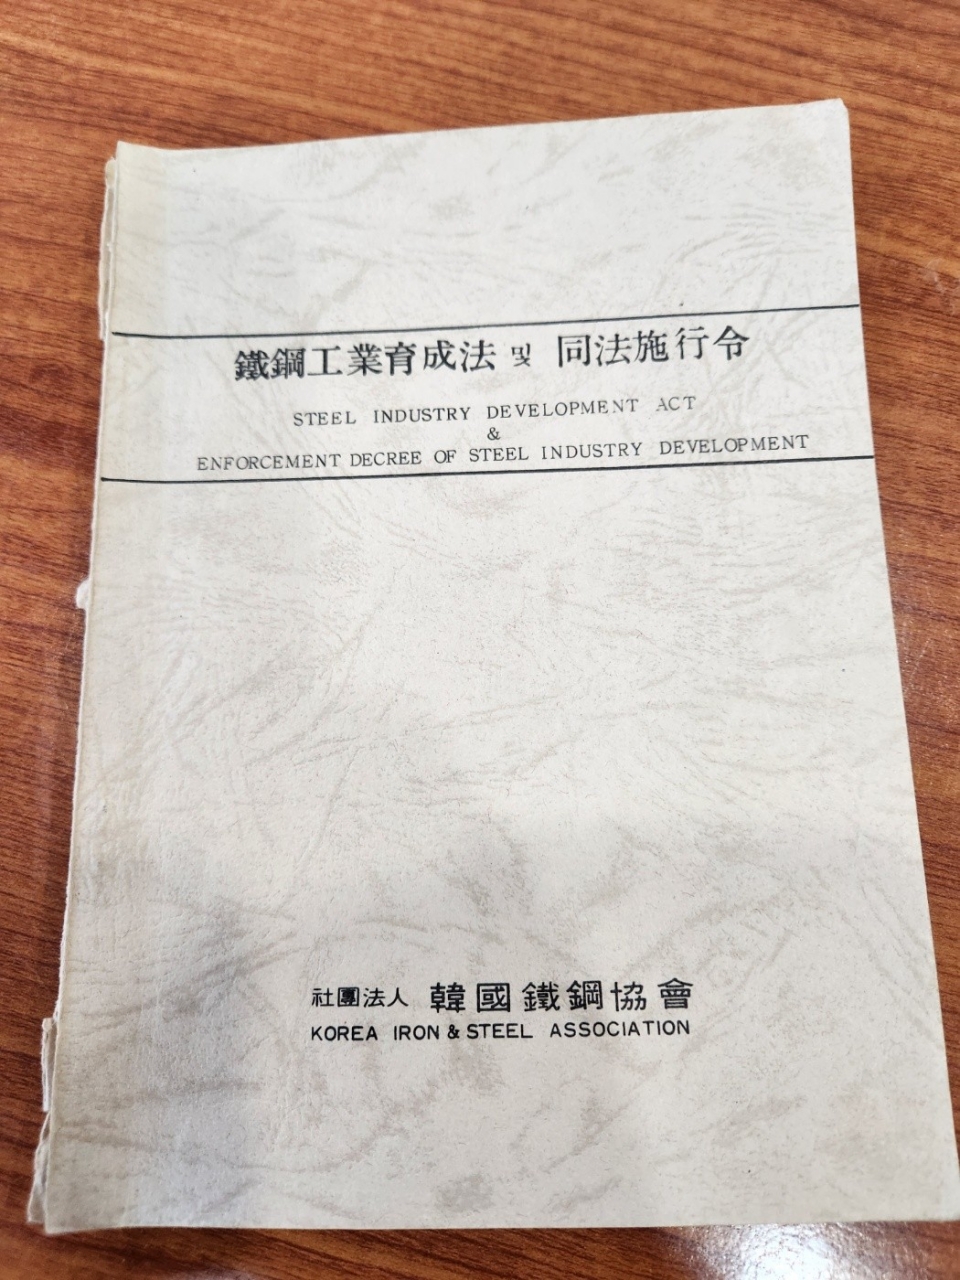 鐵鋼工業育成法 및 同法施行令
STEEL INDUSTRY DEVELOPMENT ACT
&
ENFORCEMENT DECREE OF STEEL INDUSTRY DEVELOPMENT
社團法人 韓國鐵鋼協會
KOREA IRON & STEEL ASSOCIATION